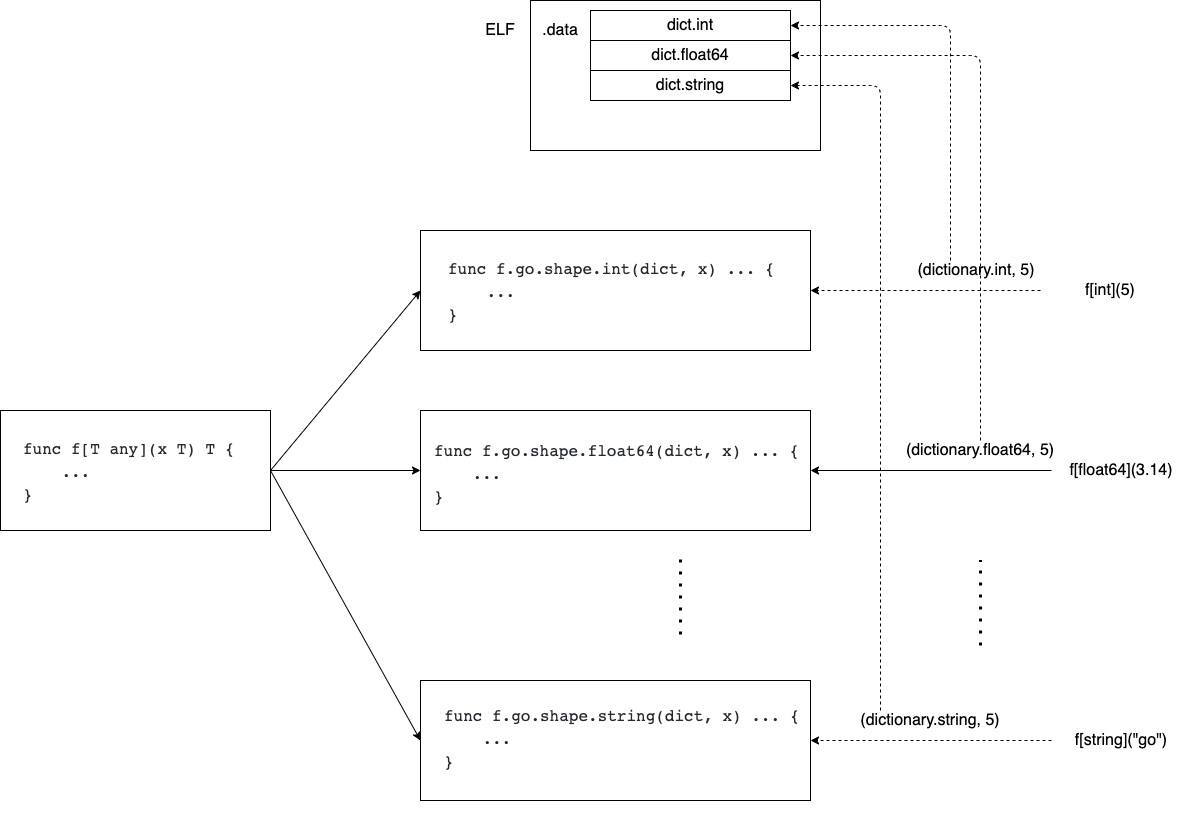 ELF
.data
dict.int
dict.float64
dict.string
func f.go.shape.int(dict, x) ... {
...
}
(dictionary.int, 5)
f[int](5)
func f[T any](x T) T {
...
}
func f.go.shape.float64(dict, x) ... {
...
}
(dictionary.float64, 5)
f[float64](3.14)
func f.go.shape.string(dict, x) ... {
...
}
(dictionary.string, 5)
f[string]("go")